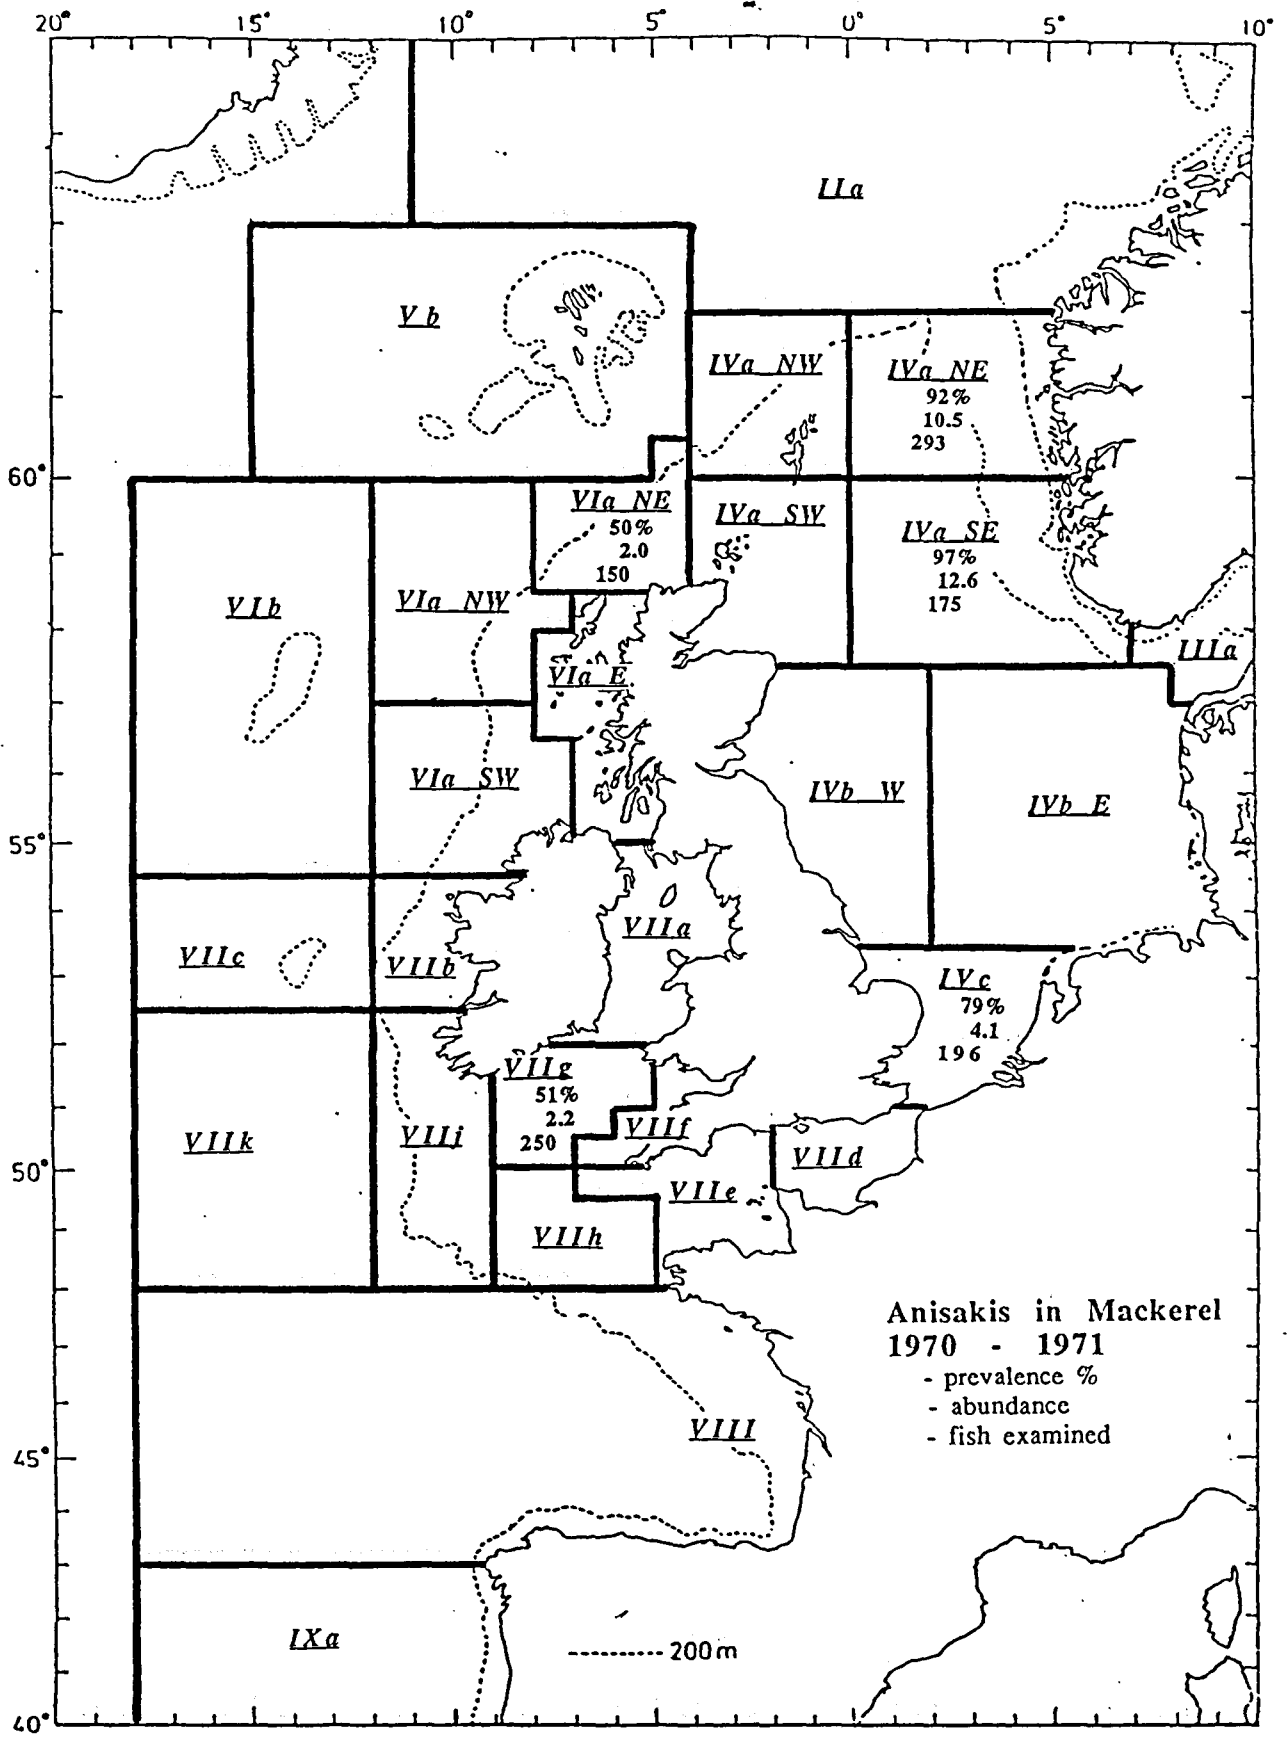 20° 15° 10° 5° 0° 5° 10°
IIa
Vb
IVa NW
IVa NE
92%
10.5
293
60°
VIa NE
50%
2.0
150
IVa SW
IVa SE
97%
12.6
175
VIb
VIa NW
IIIa
VIa E
VIa SW
IVb W
IVb E
55°
VIIa
VIIc
VIIb
IVc
79%
4.1
196
VIIg
51%
2.2
250
VIIk
VIIj
VIIf
VIId
50°
VIIe
VIIh
Anisakis in Mackerel
1970 - 1971
- prevalence %
- abundance
- fish examined
VIII
45°
IXa
200m
40°